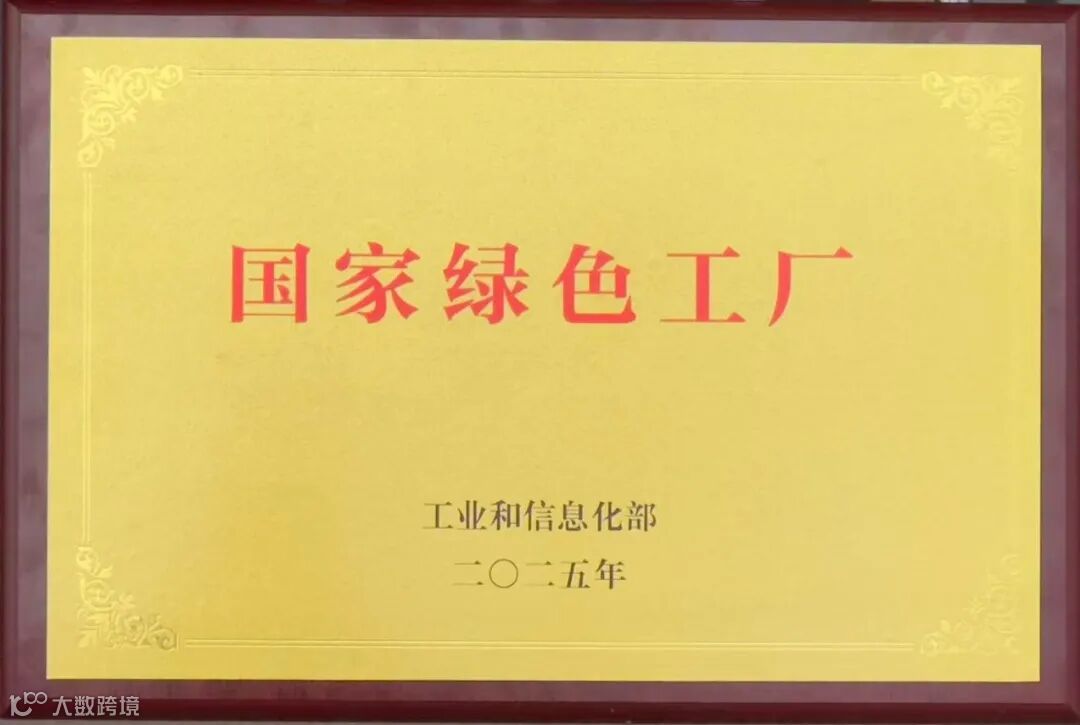 国家绿色工厂
工业和信息化部
二〇二五年
大数跨境